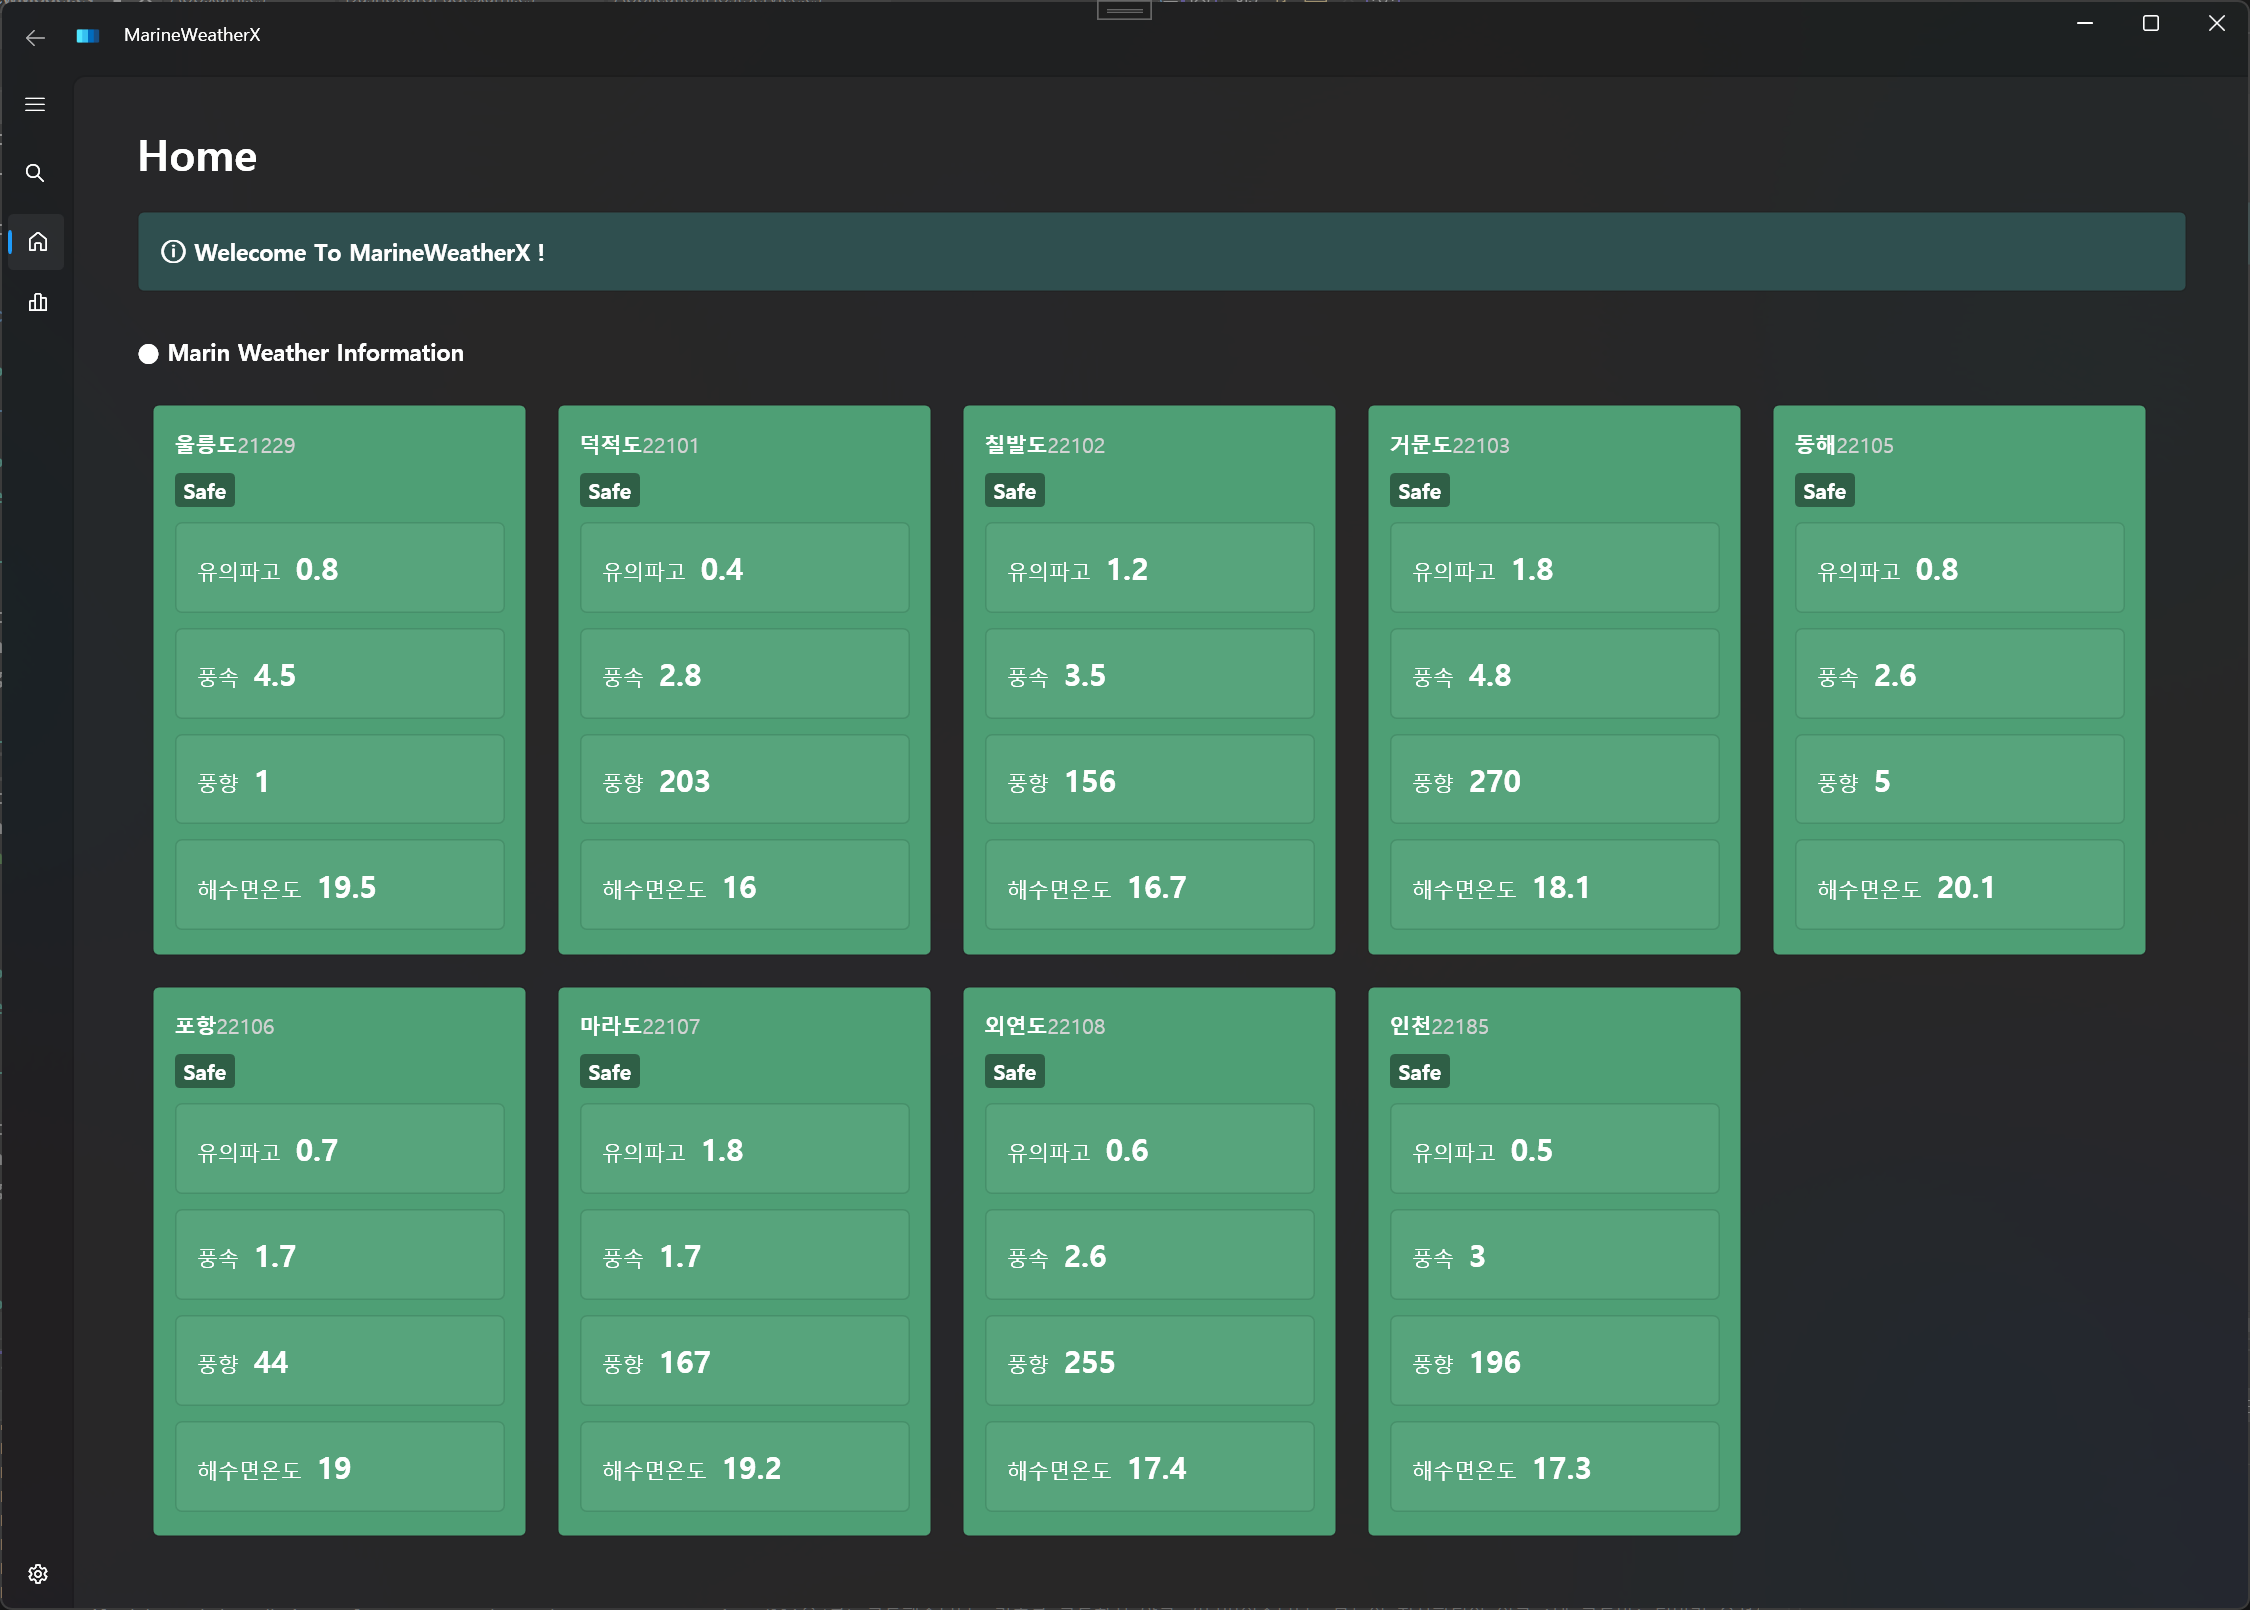 MarineWeatherX
Home
Welecome To MarineWeatherX !
Marin Weather Information
울릉도21229
Safe
유의파고 0.8
풍속 4.5
풍향 1
해수면온도 19.5
덕적도22101
Safe
유의파고 0.4
풍속 2.8
풍향 203
해수면온도 16
칠발도22102
Safe
유의파고 1.2
풍속 3.5
풍향 156
해수면온도 16.7
거문도22103
Safe
유의파고 1.8
풍속 4.8
풍향 270
해수면온도 18.1
동해22105
Safe
유의파고 0.8
풍속 2.6
풍향 5
해수면온도 20.1
포항22106
Safe
유의파고 0.7
풍속 1.7
풍향 44
해수면온도 19
마라도22107
Safe
유의파고 1.8
풍속 1.7
풍향 167
해수면온도 19.2
외연도22108
Safe
유의파고 0.6
풍속 2.6
풍향 255
해수면온도 17.4
인천22185
Safe
유의파고 0.5
풍속 3
풍향 196
해수면온도 17.3